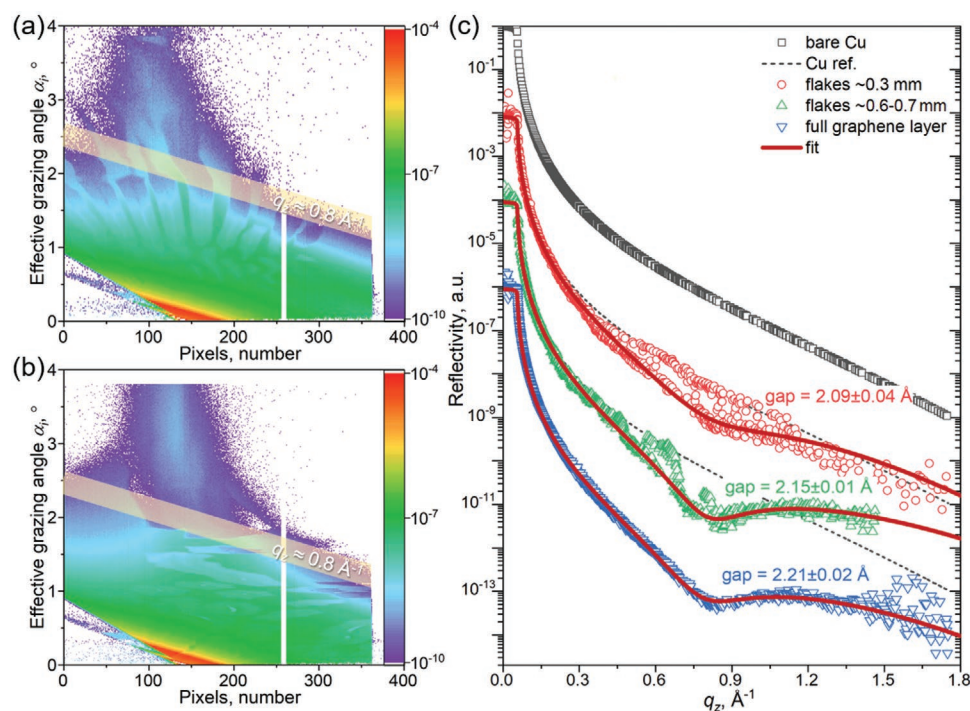 (a)
Effective grazing angle αᵢ, °
4
3
2
1
0
q_z ≈ 0.8 Å⁻¹
0 100 200 300 400
Pixels, number
10⁻⁴
10⁻⁷
10⁻¹⁰
(b)
Effective grazing angle αᵢ, °
4
3
2
1
0
q_z ≈ 0.8 Å⁻¹
0 100 200 300 400
Pixels, number
10⁻⁴
10⁻⁷
10⁻¹⁰
(c)
Reflectivity, a.u.
10⁻¹
10⁻³
10⁻⁵
10⁻⁷
10⁻⁹
10⁻¹¹
10⁻¹³
bare Cu
Cu ref.
flakes ~0.3 mm
flakes ~0.6-0.7 mm
full graphene layer
fit
gap = 2.09±0.04 Å
gap = 2.15±0.01 Å
gap = 2.21±0.02 Å
0.0 0.3 0.6 0.9 1.2 1.5 1.8
q_z, Å⁻¹